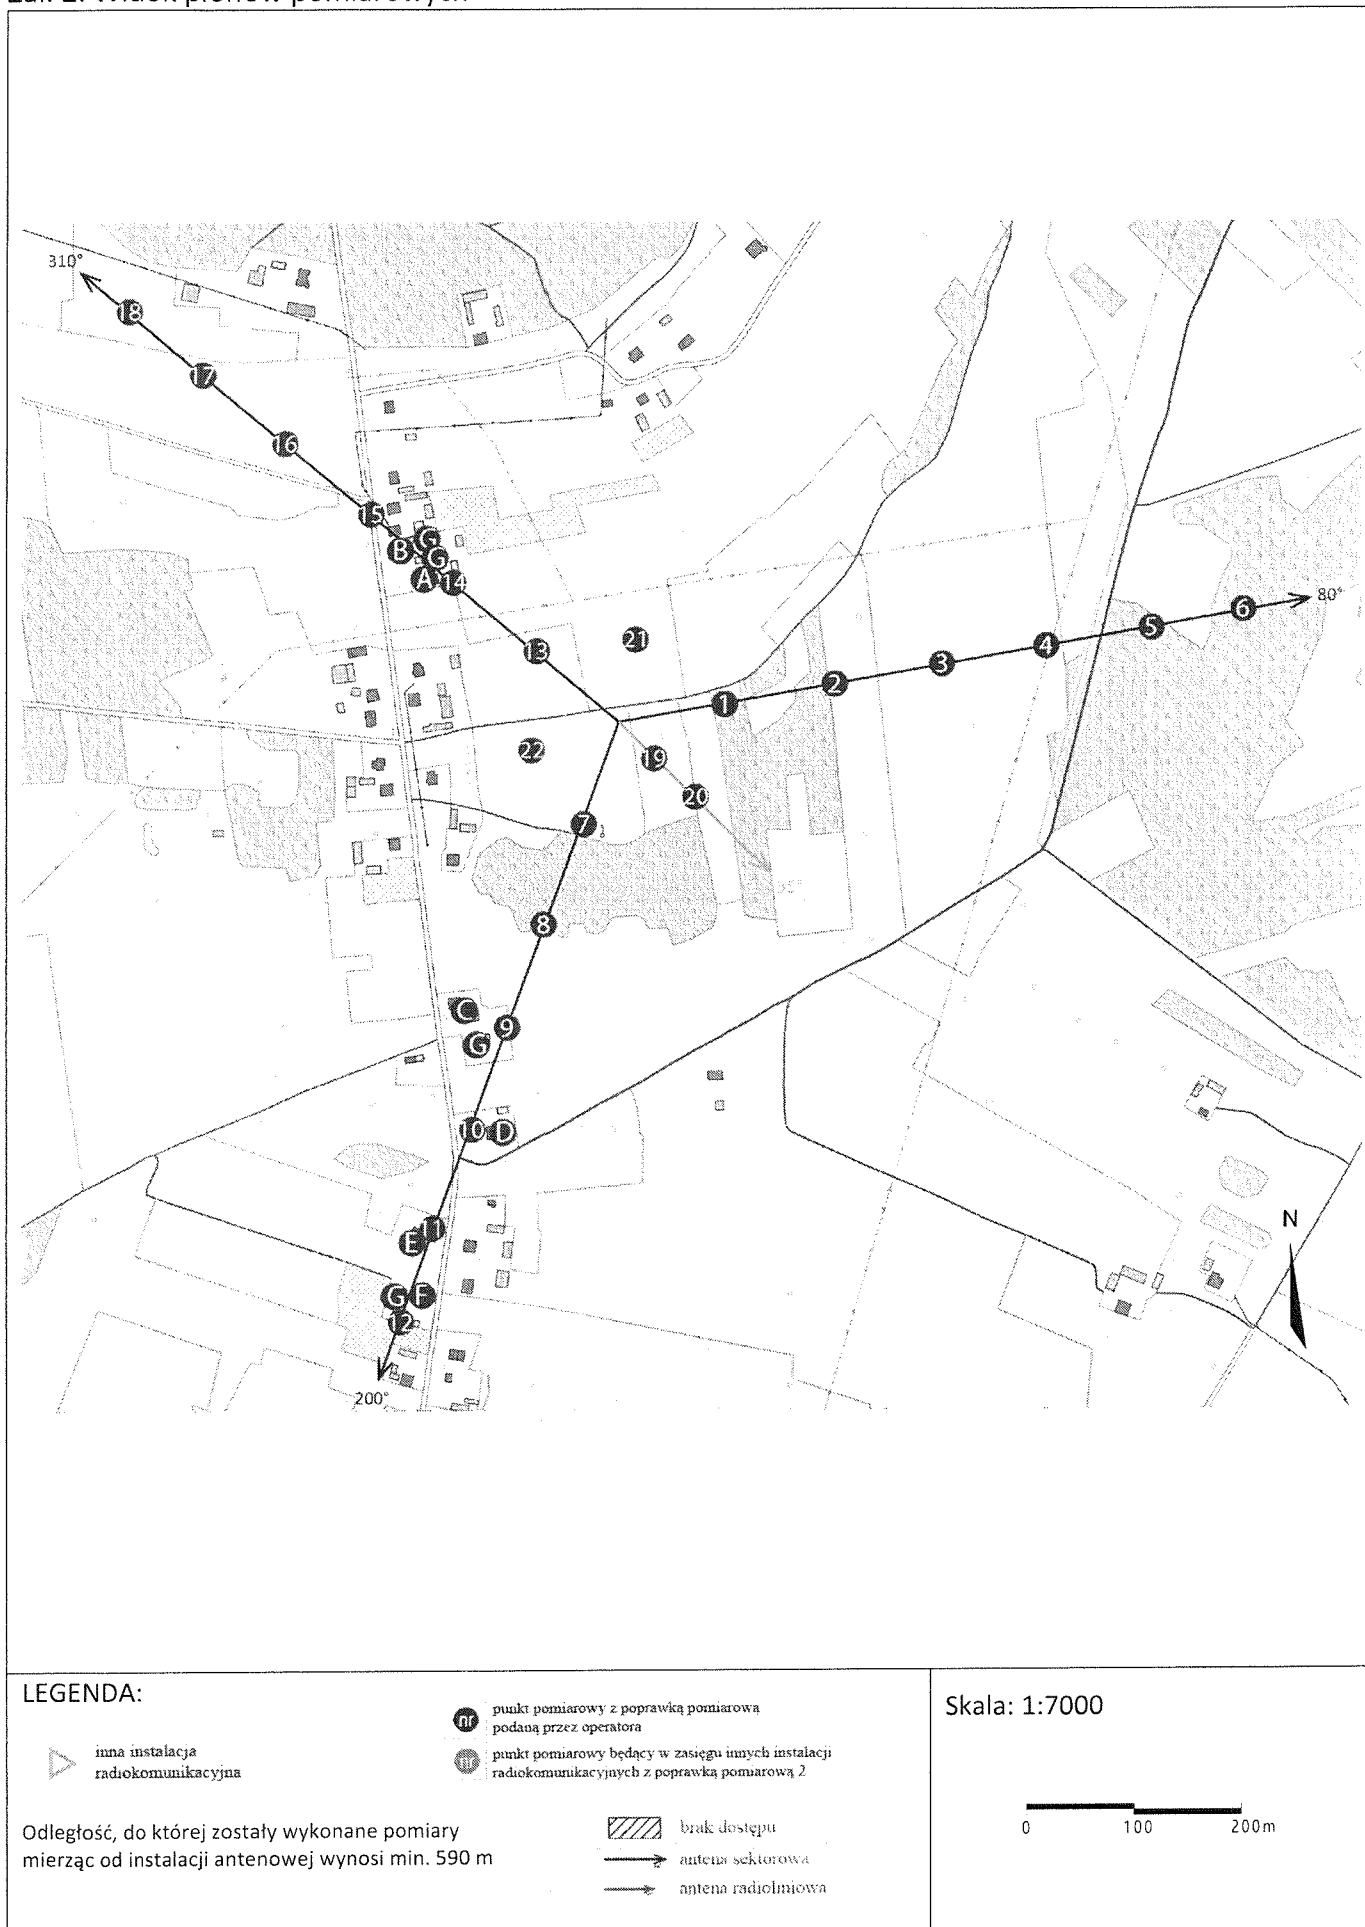 310°
18
17
16
15
B
G
G
A
14
13
21
80°
6
5
4
3
2
1
22
19
20
7
8
C
9
G
10
D
11
E
G
F
12
200°
N
LEGENDA:
inna instalacja
radiokomunikacyjna
nr
punkt pomiarowy z poprawką pomiarową
podaną przez operatora
nr
punkt pomiarowy będący w zasięgu innych instalacji
radiokomunikacyjnych z poprawką pomiarową 2
Odległość, do której zostały wykonane pomiary
mierząc od instalacji antenowej wynosi min. 590 m
brak dostępu
antena sektorowa
antena radioliniowa
Skala: 1:7000
0 100 200m